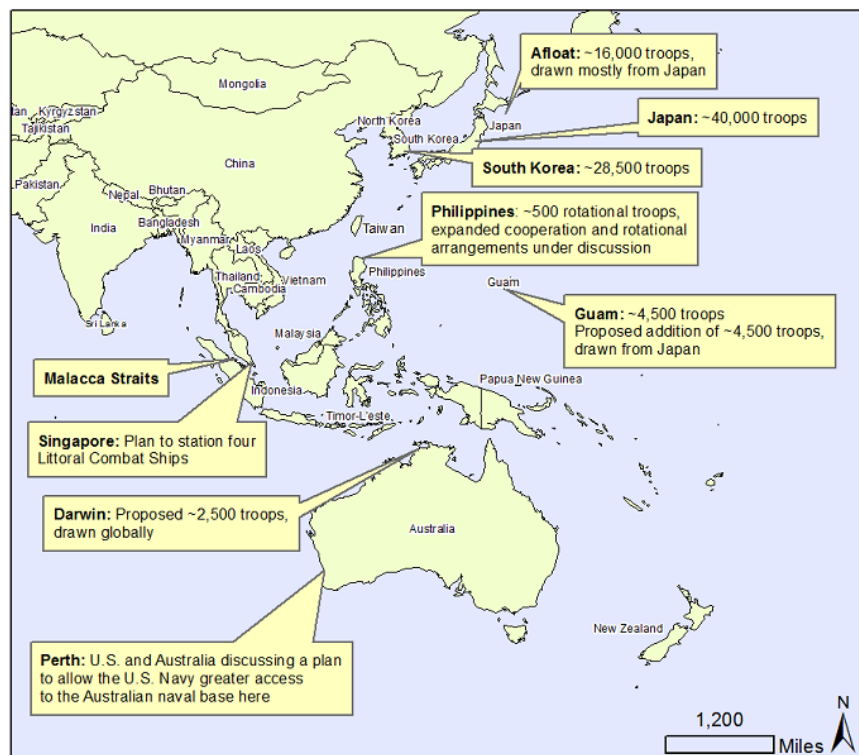 Afloat: ~16,000 troops,
drawn mostly from Japan
Mongolia
tan
Kyrgyzstan
Tajikistan
North Korea
Japan
Japan: ~40,000 troops
South Korea
China
South Korea: ~28,500 troops
Pakistan
Nepal
Bhutan
Philippines: ~500 rotational troops,
expanded cooperation and rotational
arrangements under discussion
India
Bangladesh
Taiwan
Myanmar
Laos
Thailand
Vietnam
Philippines
Cambodia
Guam
Guam: ~4,500 troops
Proposed addition of ~4,500 troops,
drawn from Japan
Sri Lanka
Malaysia
Malacca Straits
Indonesia
Papua New Guinea
Timor-L'este
Singapore: Plan to station four
Littoral Combat Ships
Darwin: Proposed ~2,500 troops,
drawn globally
Australia
New Zealand
Perth: U.S. and Australia discussing a plan
to allow the U.S. Navy greater access
to the Australian naval base here
N
1,200
Miles